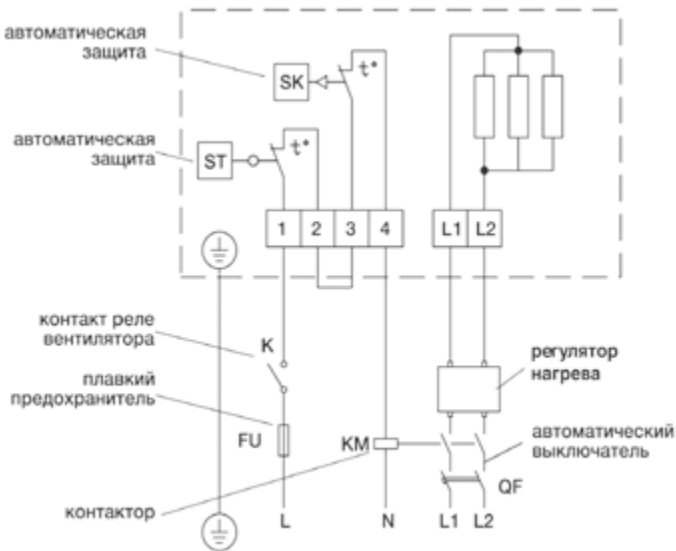 автоматическая
защита
SK
t°
автоматическая
защита
ST
t°
1 2 3 4 L1 L2
контакт реле
вентилятора
K
регулятор
нагрева
плавкий
предохранитель
FU
KM
автоматический
выключатель
QF
контактор
L N L1 L2